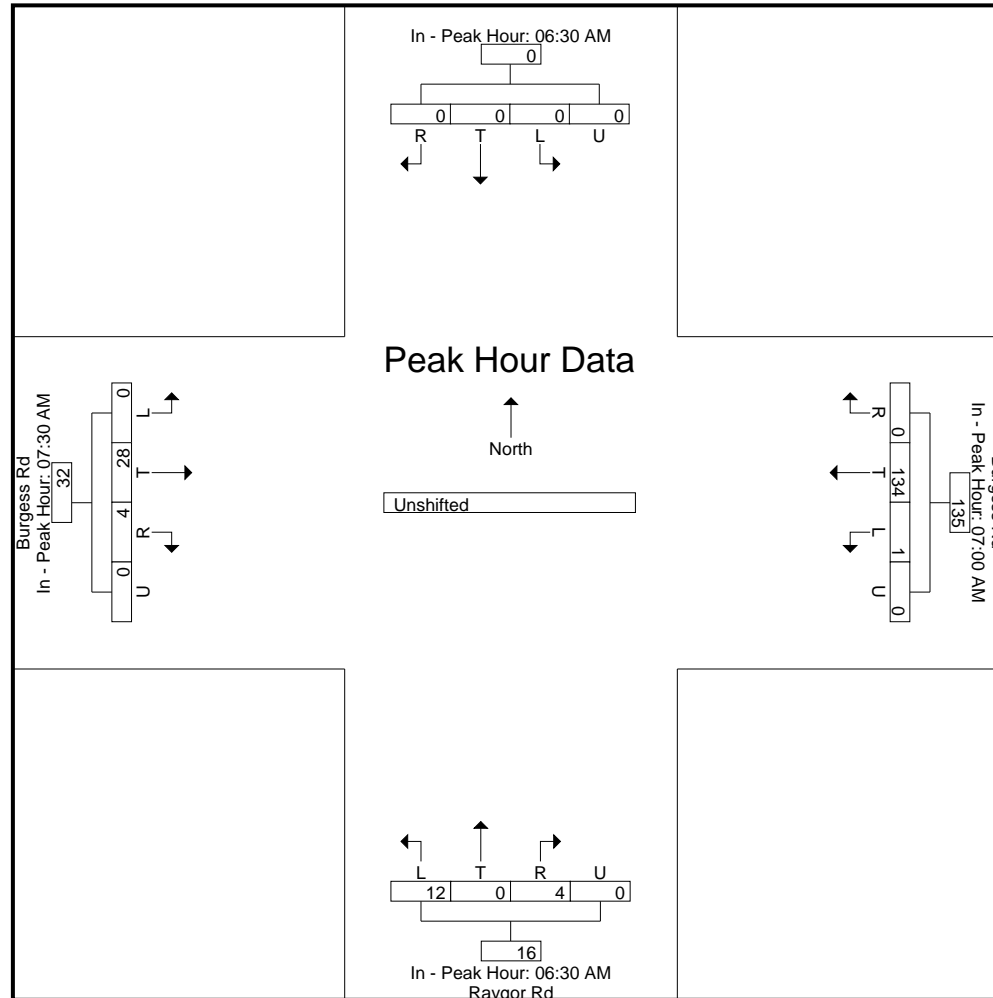 In - Peak Hour: 06:30 AM
0
0 0 0 0
R T L U
Peak Hour Data
North
Unshifted
Burgess Rd
In - Peak Hour: 07:30 AM
32
0 28 4 0
L T R U
R T L U
0 134 1 0
135
In - Peak Hour: 07:00 AM
L T R U
12 0 4 0
16
In - Peak Hour: 06:30 AM
Raygor Rd